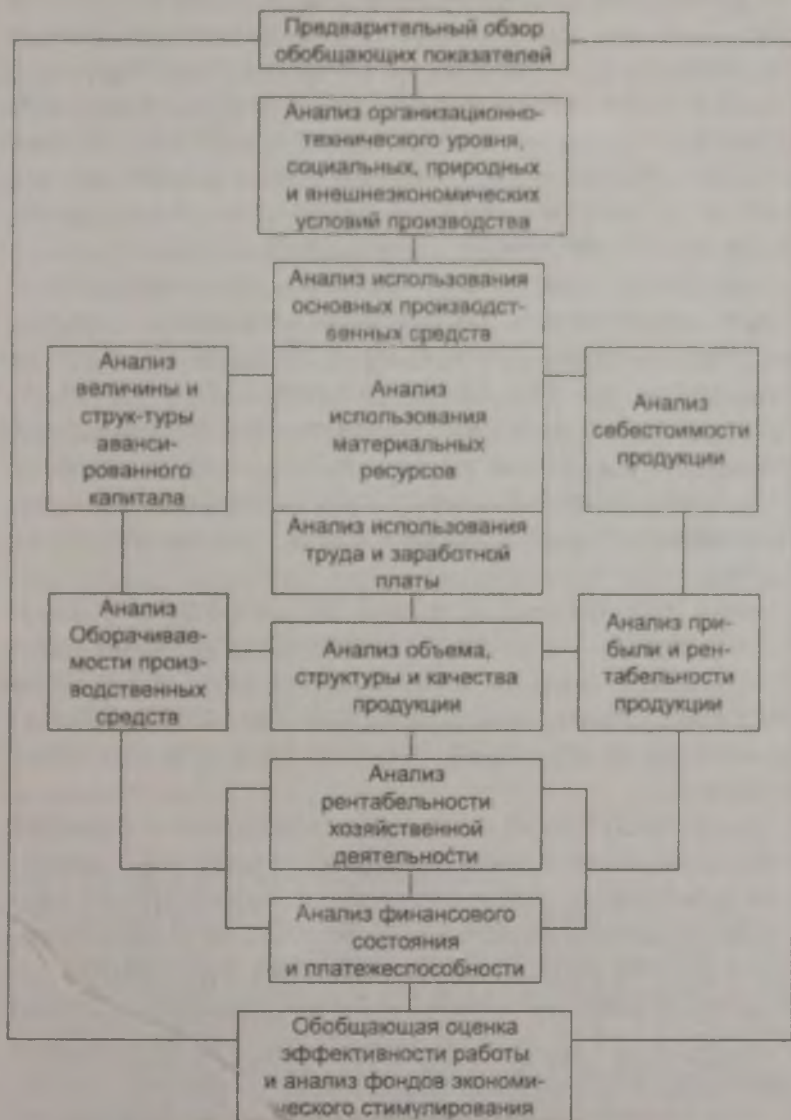 Предварительный обзор
обобщающих показателей
Анализ организационно-
технического уровня,
социальных, природных
и внешнеэкономических
условий производства
Анализ использования
основных производст-
венных средств
Анализ
величины и
струк-туры
аванси-
рованного
капитала
Анализ
использования
материальных
ресурсов
Анализ
себестоимости
продукции
Анализ использования
труда и заработной
платы
Анализ
Оборачивае-
мости произ-
водственных
средств
Анализ объема,
структуры и качества
продукции
Анализ при-
были и рен-
табельности
продукции
Анализ
рентабельности
хозяйственной
деятельности
Анализ финансового
состояния
и платежеспособности
Обобщающая оценка
эффективности работы
и анализ фондов экономи-
ческого стимулирования